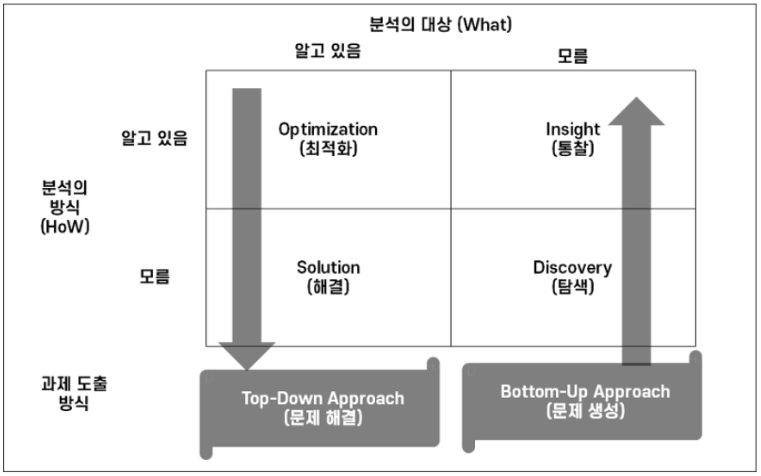 분석의 대상 (What)
알고 있음
모름
알고 있음
Optimization
(최적화)
Insight
(통찰)
분석의
방식
(HoW)
모름
Solution
(해결)
Discovery
(탐색)
과제 도출
방식
Top-Down Approach
(문제 해결)
Bottom-Up Approach
(문제 생성)